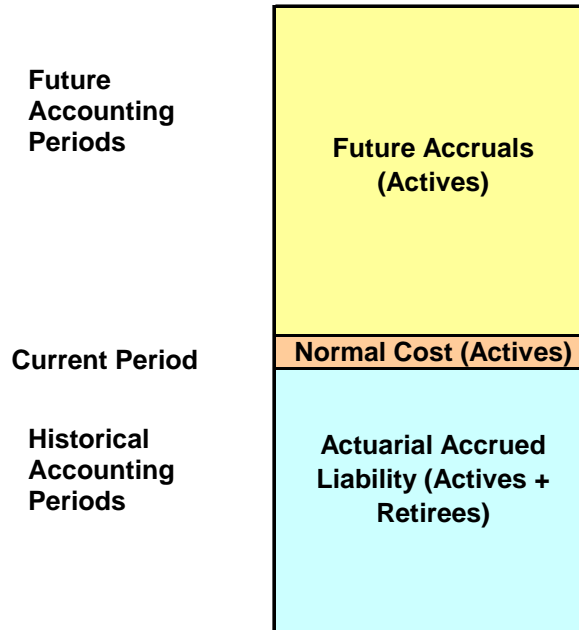 Future
Accounting
Periods
Future Accruals
(Actives)
Current Period
Normal Cost (Actives)
Historical
Accounting
Periods
Actuarial Accrued
Liability (Actives +
Retirees)